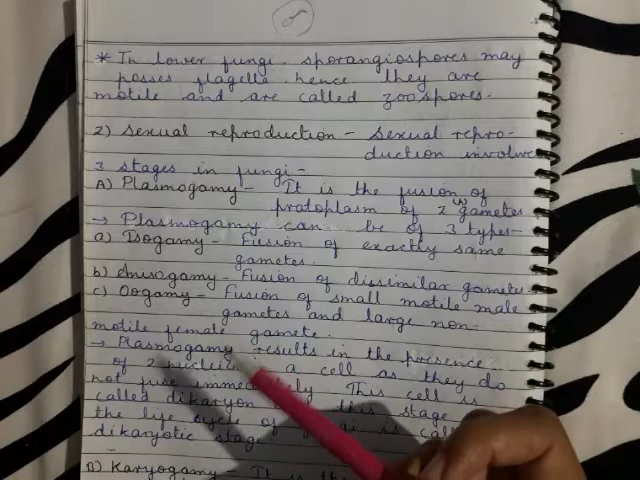 * In lower fungi sporangiospores may
posses flagella hence they are
motile and are called zoospores.
2) Sexual reproduction - Sexual repro-
duction involve
3 stages in fungi -
A) Plasmogamy - It is the fusion of
protoplasm of 2 (n) gametes
→ Plasmogamy can be of 3 types -
a) Isogamy - Fusion of exactly same
gametes.
b) Anisogamy - Fusion of dissimilar gametes.
c) Oogamy - Fusion of small motile male
gametes and large non-
motile female gamete.
→ Plasmogamy results in the presence
of 2 nuclei a cell as they do
not fuse immediately This cell is
called dikaryon this stage
the life cycle of is
dikaryotic stage
B) Karyogamy It is the